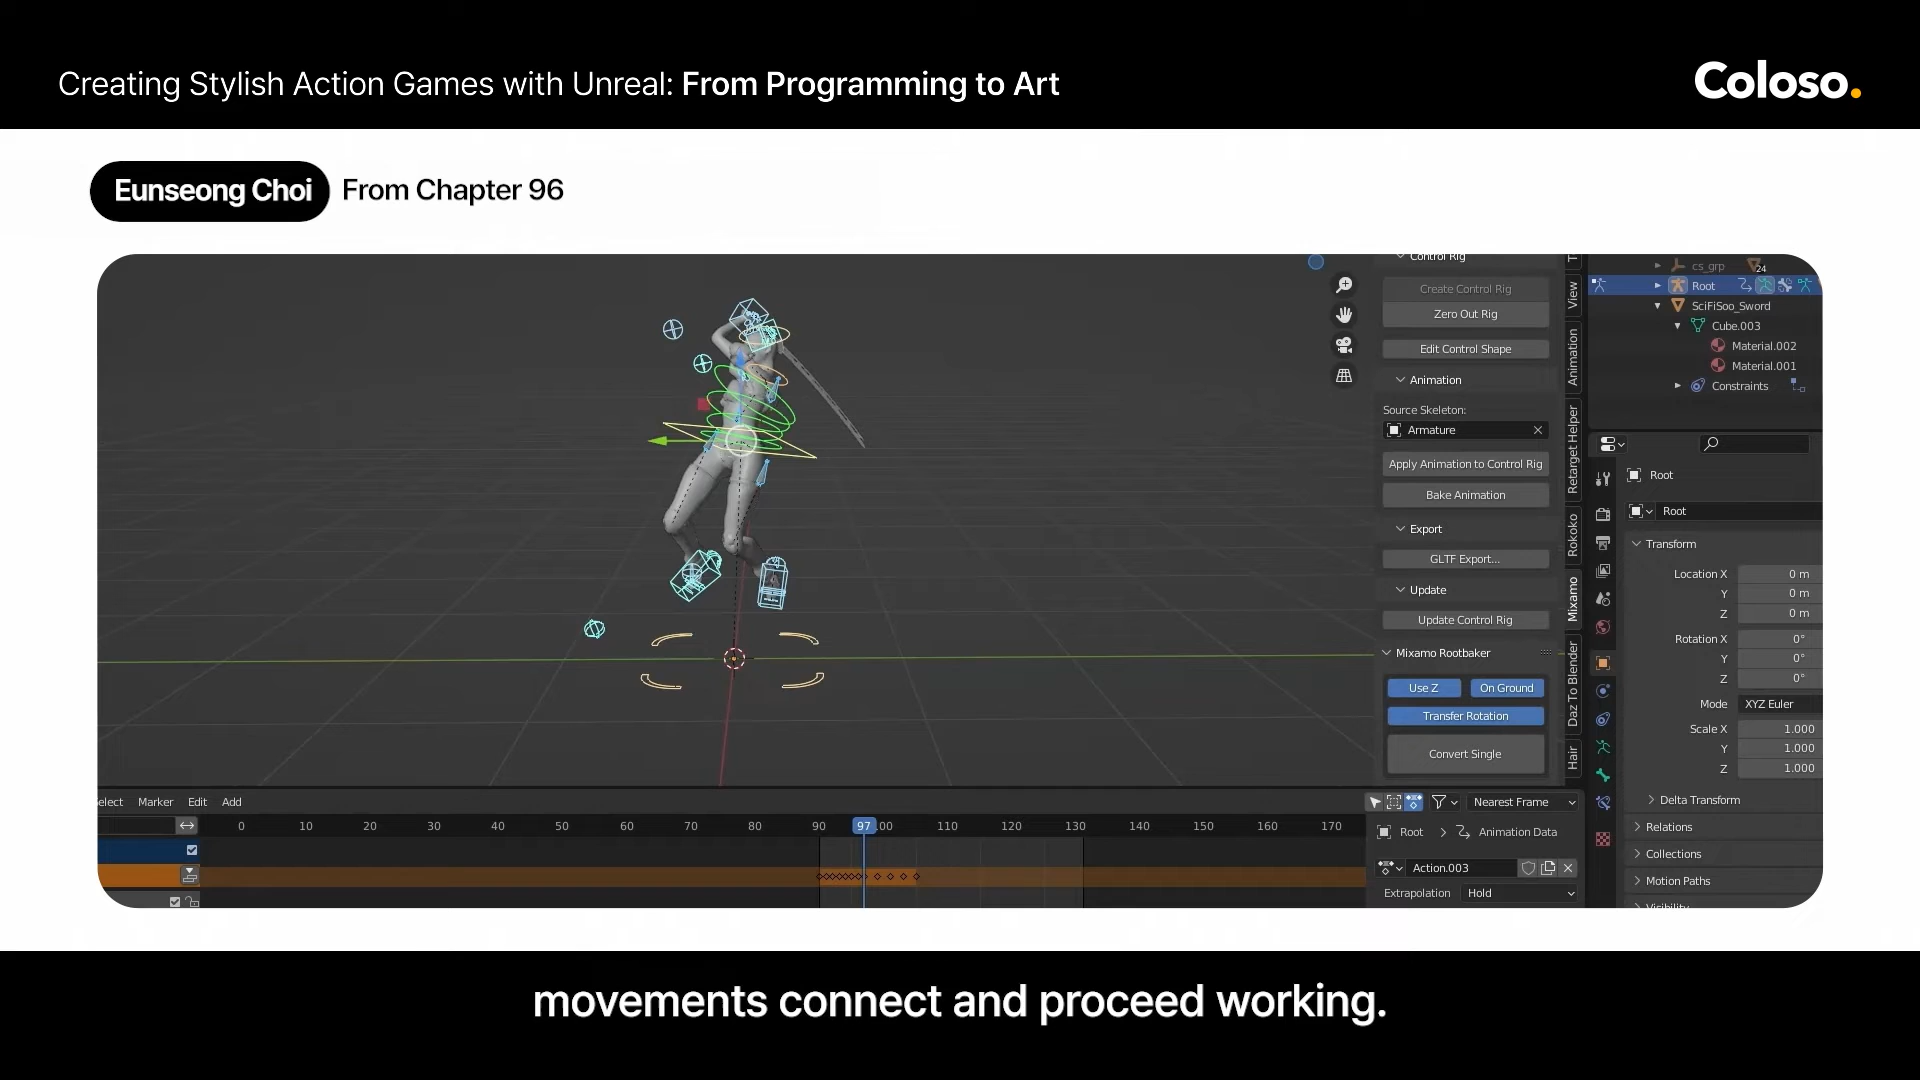 Creating Stylish Action Games with Unreal: From Programming to Art
Coloso.
Eunseong Choi From Chapter 96
Control Rig
Create Control Rig
Zero Out Rig
Edit Control Shape
Animation
Source Skeleton:
Armature
Apply Animation to Control Rig
Bake Animation
Export
GLTF Export...
Update
Update Control Rig
Mixamo Rootbaker
Use Z On Ground
Transfer Rotation
Convert Single
View
Animation
Retarget Helper
Rokoko
Mixamo
Daz To Blender
Hair
cs_grp
24
Root
SciFiSoo_Sword
Cube.003
Material.002
Material.001
Constraints
Root
Root
Transform
Location X 0 m
Y 0 m
Z 0 m
Rotation X 0°
Y 0°
Z 0°
Mode XYZ Euler
Scale X 1.000
Y 1.000
Z 1.000
Delta Transform
Relations
Collections
Motion Paths
Visibility
elect Marker Edit Add
Nearest Frame
0 10 20 30 40 50 60 70 80 90 97 00 110 120 130 140 150 160 170
Root Animation Data
Action.003
Extrapolation Hold
movements connect and proceed working.